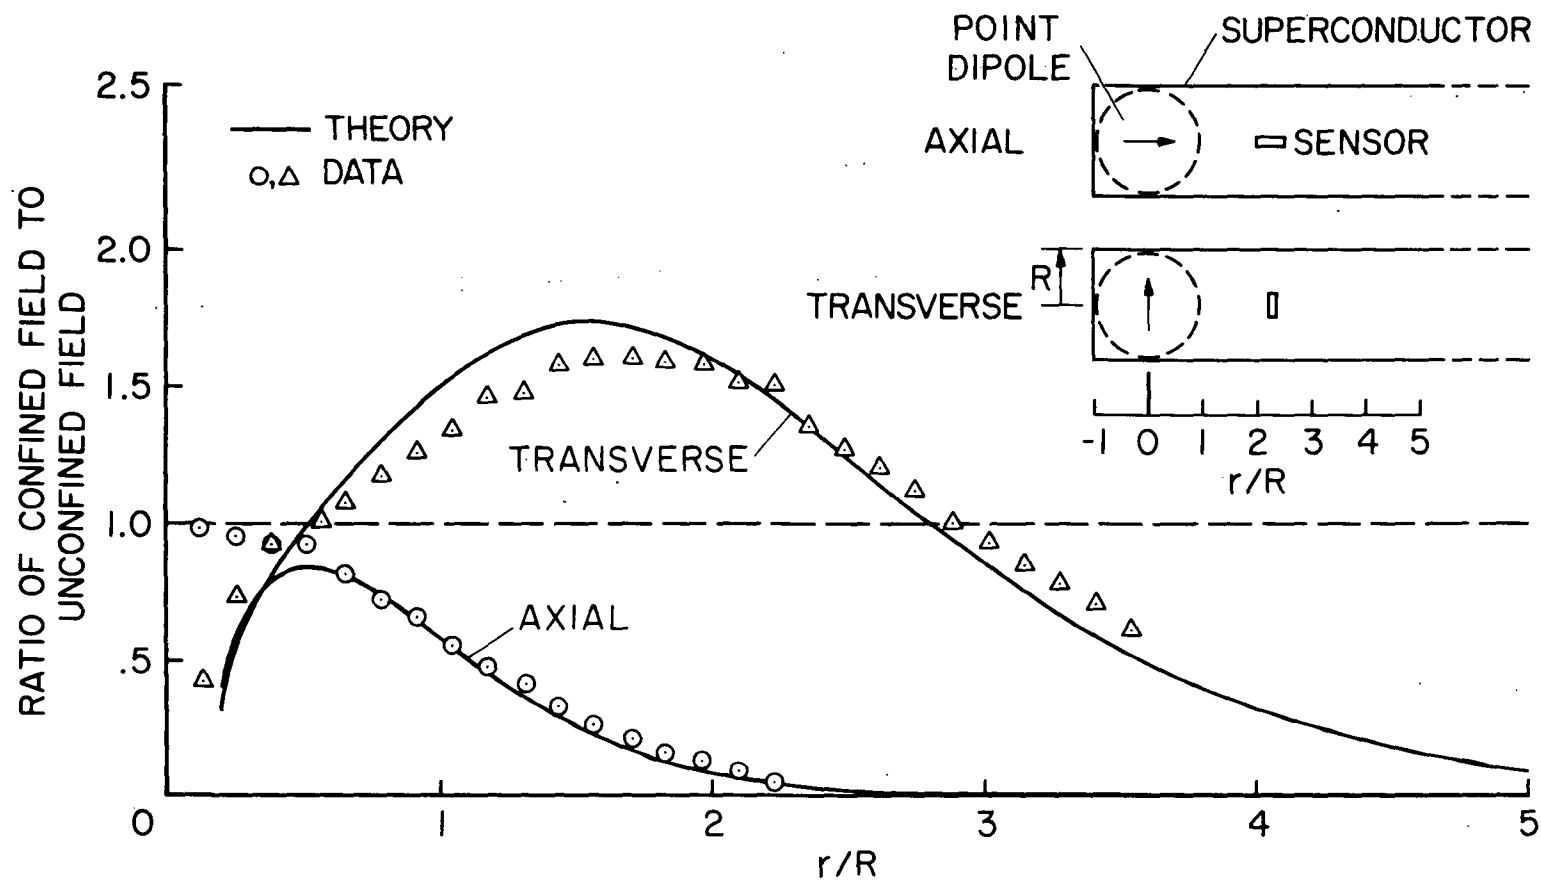 POINT
DIPOLE
SUPERCONDUCTOR
AXIAL
SENSOR
TRANSVERSE
R
-1 0 1 2 3 4 5
r/R
THEORY
O,△ DATA
RATIO OF CONFINED FIELD TO
UNCONFINED FIELD
2.5
2.0
1.5
1.0
.5
0
TRANSVERSE
AXIAL
1 2 3 4 5
r/R